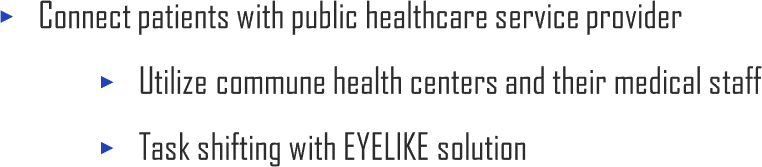 Connect patients with public healthcare service provider
Utilize commune health centers and their medical staff
Task shifting with EYELIKE solution